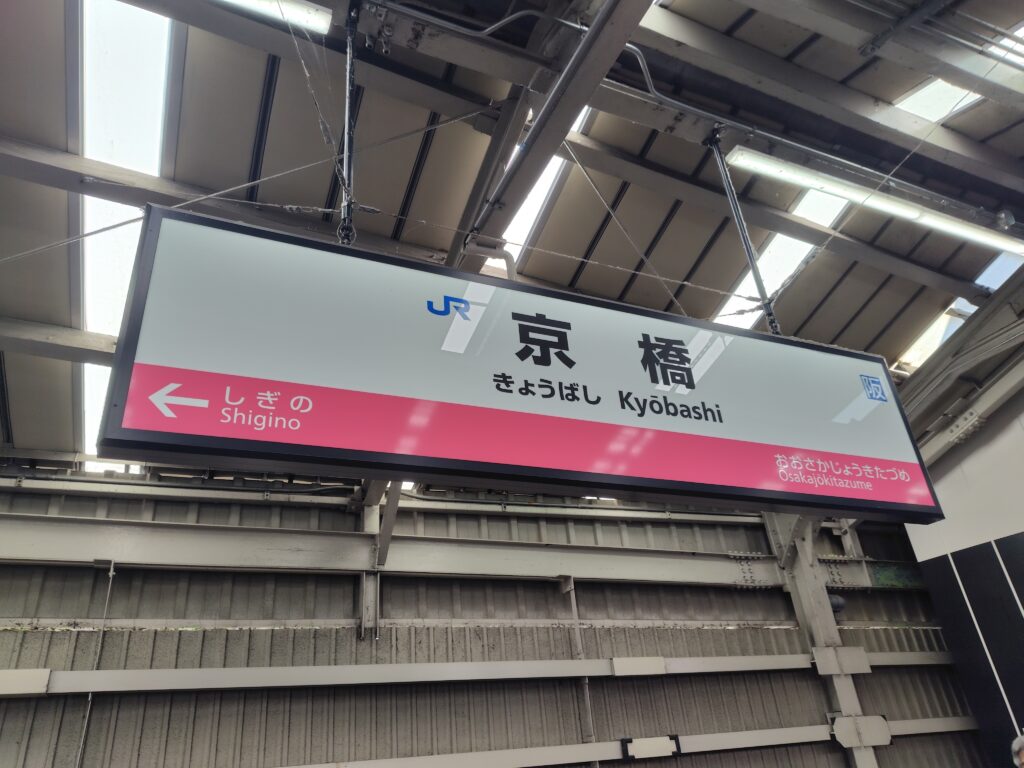 JR
京橋
きょうばし Kyōbashi
阪
しぎの
Shigino
おおさかじょうきたづめ
Ōsakajōkitazume